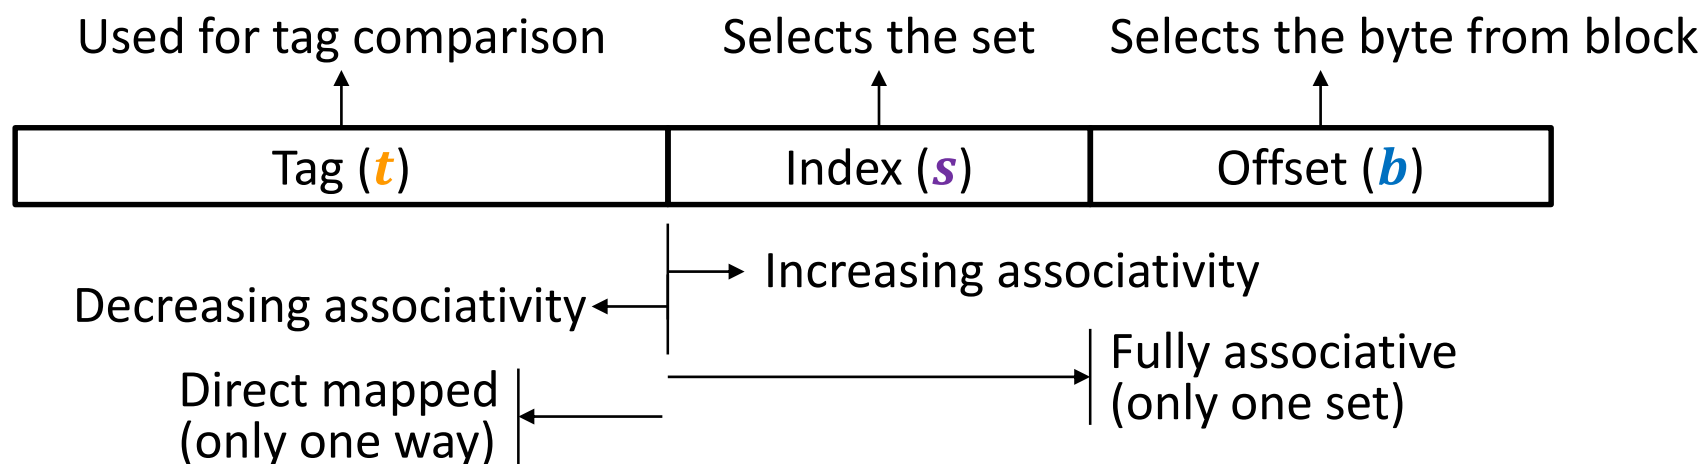 Used for tag comparison
Selects the set
Selects the byte from block
Tag (t)
Index (s)
Offset (b)
Increasing associativity
Decreasing associativity
Fully associative
(only one set)
Direct mapped
(only one way)